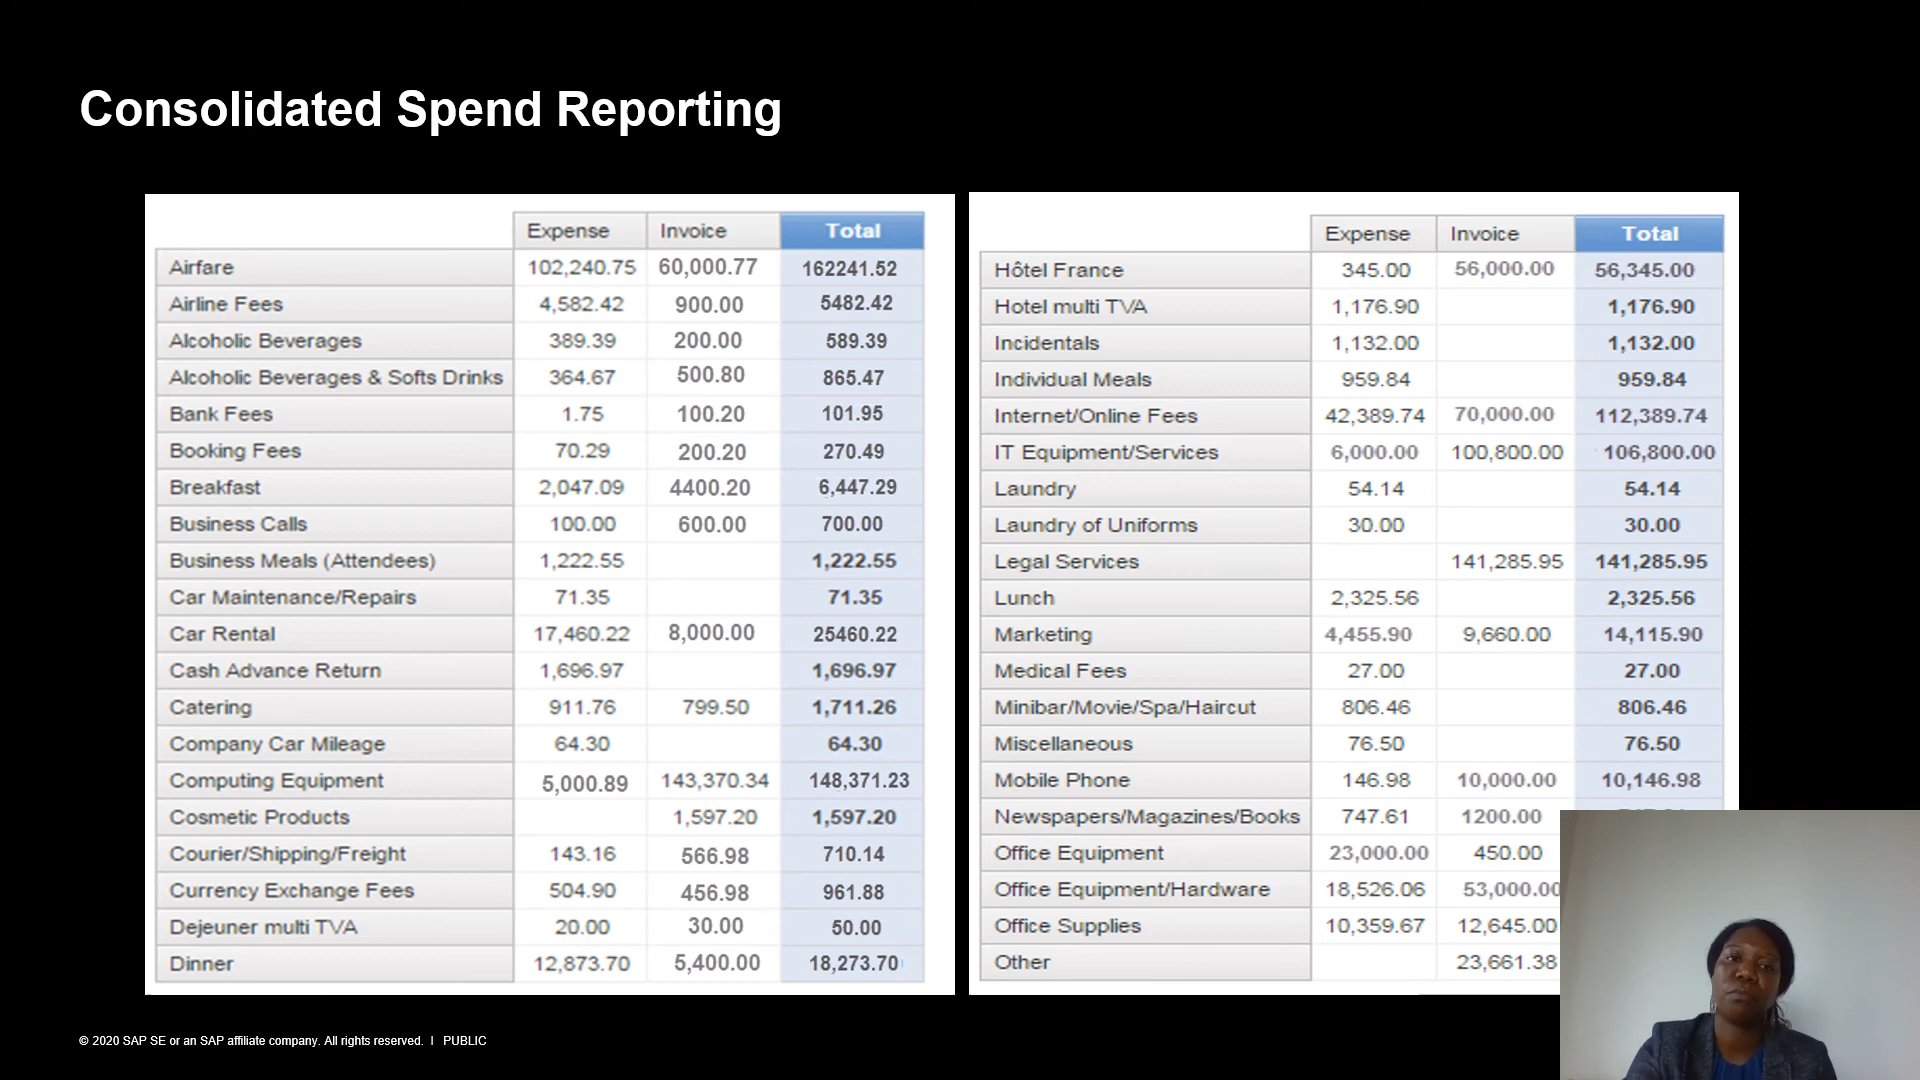 Consolidated Spend Reporting
Expense Invoice Total
Airfare 102,240.75 60,000.77 162241.52
Airline Fees 4,582.42 900.00 5482.42
Alcoholic Beverages 389.39 200.00 589.39
Alcoholic Beverages & Softs Drinks 364.67 500.80 865.47
Bank Fees 1.75 100.20 101.95
Booking Fees 70.29 200.20 270.49
Breakfast 2,047.09 4400.20 6,447.29
Business Calls 100.00 600.00 700.00
Business Meals (Attendees) 1,222.55 1,222.55
Car Maintenance/Repairs 71.35 71.35
Car Rental 17,460.22 8,000.00 25460.22
Cash Advance Return 1,696.97 1,696.97
Catering 911.76 799.50 1,711.26
Company Car Mileage 64.30 64.30
Computing Equipment 5,000.89 143,370.34 148,371.23
Cosmetic Products 1,597.20 1,597.20
Courier/Shipping/Freight 143.16 566.98 710.14
Currency Exchange Fees 504.90 456.98 961.88
Dejeuner multi TVA 20.00 30.00 50.00
Dinner 12,873.70 5,400.00 18,273.70
Expense Invoice Total
Hôtel France 345.00 56,000.00 56,345.00
Hotel multi TVA 1,176.90 1,176.90
Incidentals 1,132.00 1,132.00
Individual Meals 959.84 959.84
Internet/Online Fees 42,389.74 70,000.00 112,389.74
IT Equipment/Services 6,000.00 100,800.00 106,800.00
Laundry 54.14 54.14
Laundry of Uniforms 30.00 30.00
Legal Services 141,285.95 141,285.95
Lunch 2,325.56 2,325.56
Marketing 4,455.90 9,660.00 14,115.90
Medical Fees 27.00 27.00
Minibar/Movie/Spa/Haircut 806.46 806.46
Miscellaneous 76.50 76.50
Mobile Phone 146.98 10,000.00 10,146.98
Newspapers/Magazines/Books 747.61 1200.00
Office Equipment 23,000.00 450.00
Office Equipment/Hardware 18,526.06 53,000.00
Office Supplies 10,359.67 12,645.00
Other 23,661.38
© 2020 SAP SE or an SAP affiliate company. All rights reserved. I PUBLIC